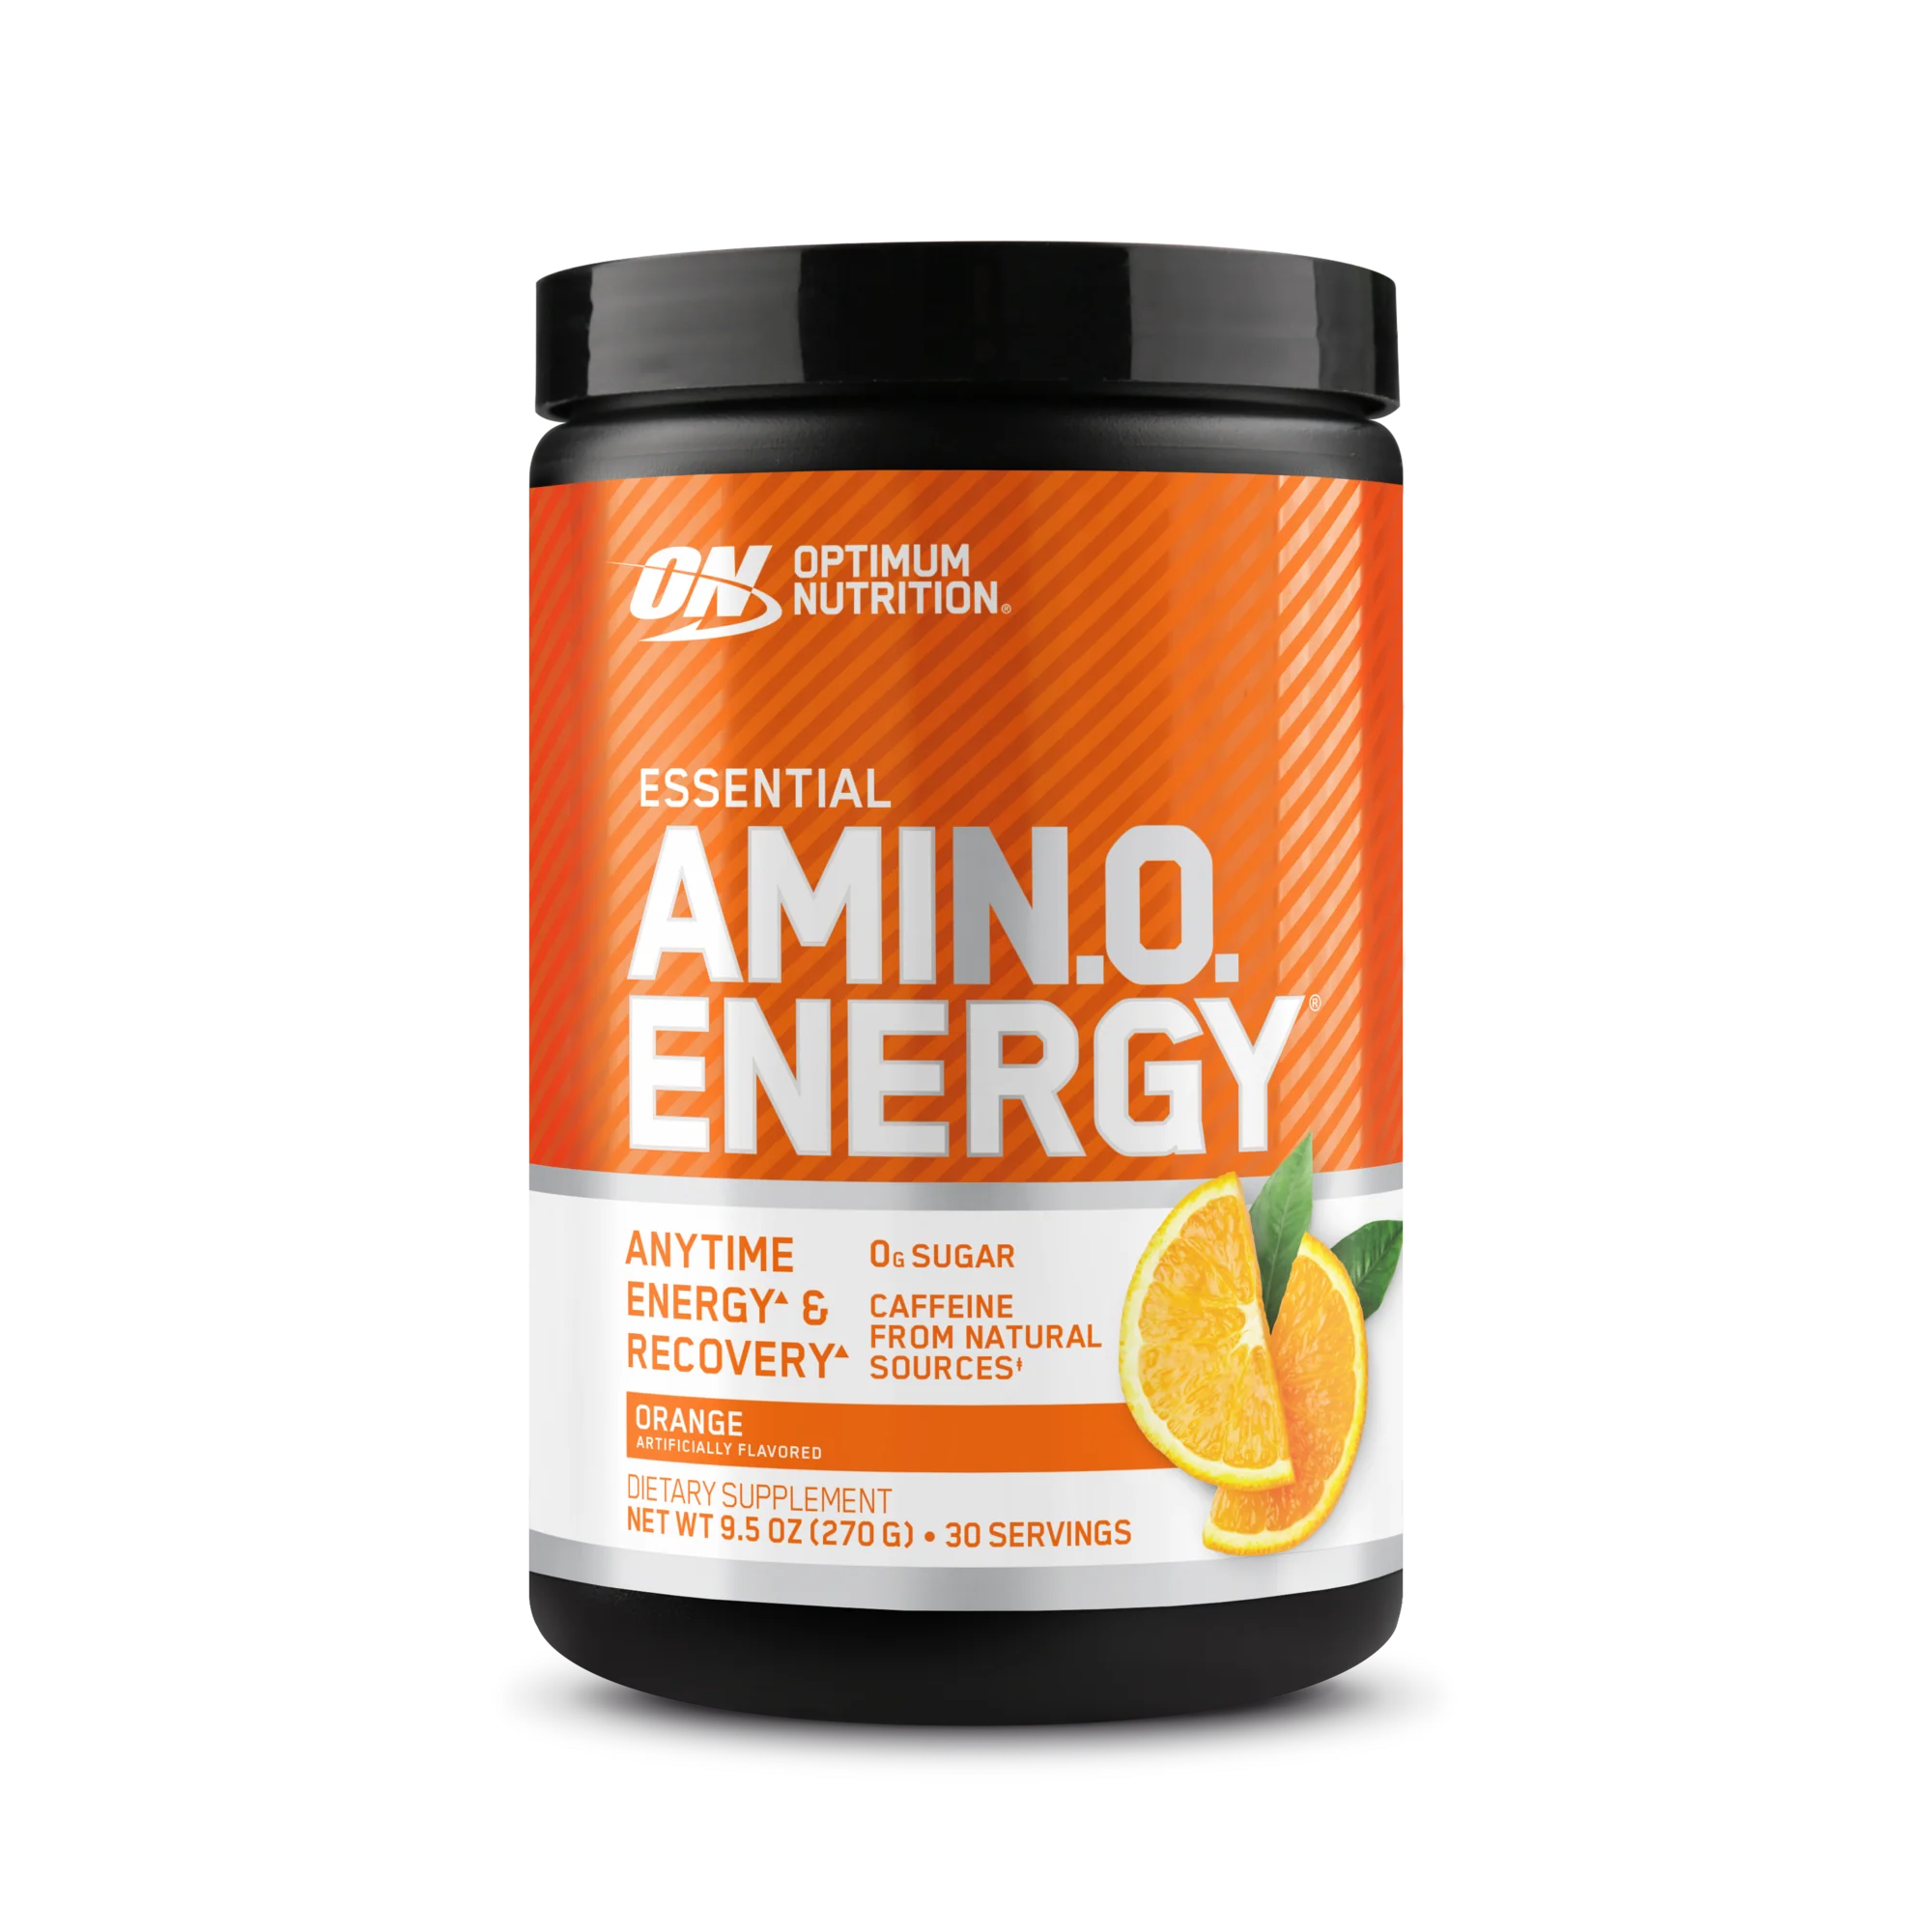 ON OPTIMUM
NUTRITION®
ESSENTIAL
AMIN.O.
ENERGY®
ANYTIME
ENERGY▲ &
RECOVERY▲
0G SUGAR
CAFFEINE
FROM NATURAL
SOURCES‡
ORANGE
ARTIFICIALLY FLAVORED
DIETARY SUPPLEMENT
NET WT 9.5 OZ (270 G) • 30 SERVINGS